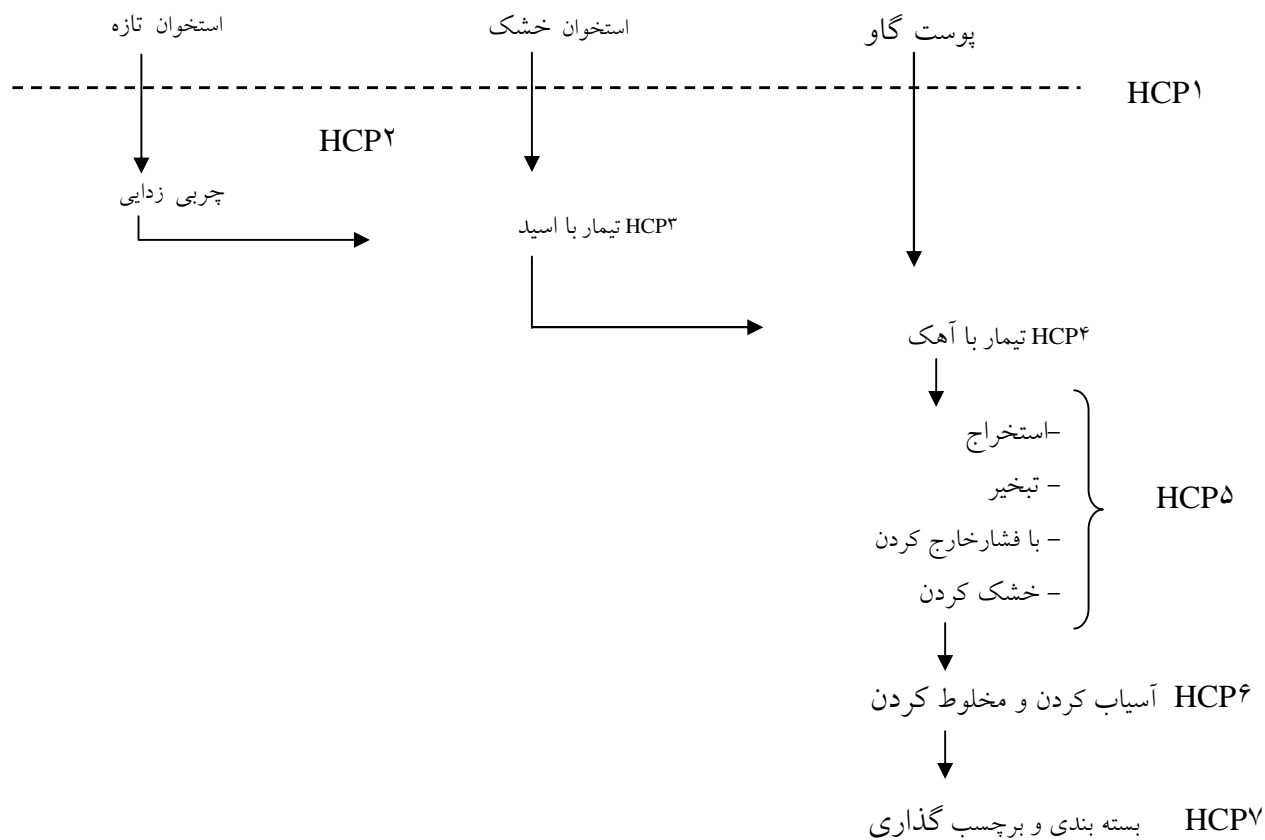 پوست گاو
استخوان خشک
استخوان تازه
HCP۱
HCP۲
چربی زدایی
HCP۳ تیمار با اسید
HCP۴ تیمار با آهک
-استخراج
- تبخیر
- با فشارخارج کردن
- خشک کردن
HCP۵
HCP۶ آسیاب کردن و مخلوط کردن
HCP۷ بسته بندی و برچسب گذاری